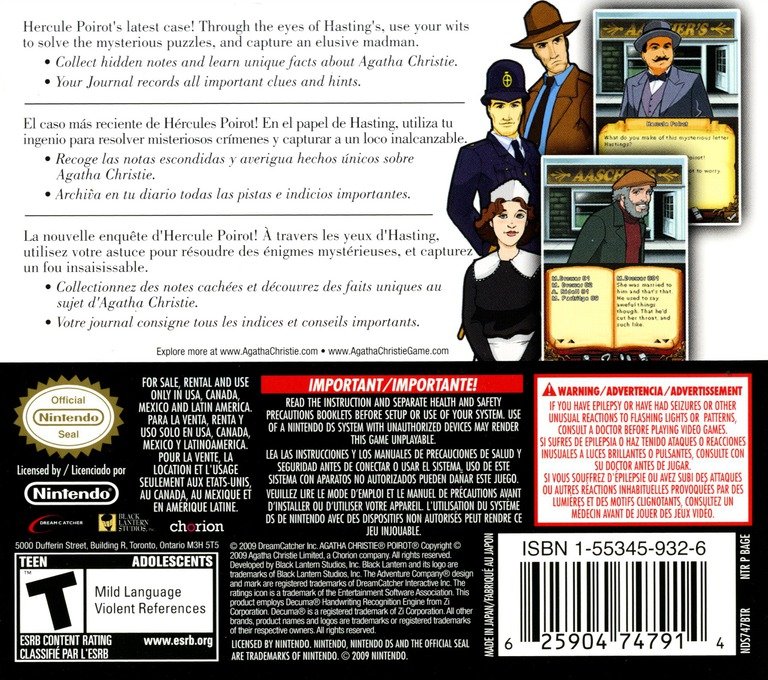 Hercule Poirot's latest case! Through the eyes of Hasting's, use your wits
to solve the mysterious puzzles, and capture an elusive madman.
• Collect hidden notes and learn unique facts about Agatha Christie.
• Your Journal records all important clues and hints.
El caso más reciente de Hércules Poirot! En el papel de Hasting, utiliza tu
ingenio para resolver misteriosos crímenes y capturar a un loco inalcanzable.
• Recoge las notas escondidas y averigua hechos únicos sobre
Agatha Christie.
• Archiva en tu diario todas las pistas e indicios importantes.
La nouvelle enquête d'Hercule Poirot! À travers les yeux d'Hasting,
utilisez votre astuce pour résoudre des énigmes mystérieuses, et capturez
un fou insaisissable.
• Collectionnez des notes cachées et découvrez des faits uniques au
sujet d'Agatha Christie.
• Votre journal consigne tous les indices et conseils importants.
Explore more at www.AgathaChristie.com • www.AgathaChristieGame.com
AASCHER'S
Hercule Poirot
What do you make of this mysterious letter
Hastings?
AASCHER'S
M. Drower 01
M. Drower 02
A. Riddell 01
M. Partridge 00
M. Drower 001
She was married to
him and that's that.
He used to say
aweful things
though. That he'd
cut her throat, and
such like.
Official
Nintendo
Seal
Licensed by / Licenciado por
Nintendo
DREAMCATCHER
BLACK
LANTERN
STUDIOS, INC.
chorion
5000 Dufferin Street, Building R, Toronto, Ontario M3H 5T5
FOR SALE, RENTAL AND USE
ONLY IN USA, CANADA,
MEXICO AND LATIN AMERICA.
PARA LA VENTA, RENTA Y
USO SOLO EN USA, CANADA,
MEXICO Y LATINOAMERICA.
POUR LA VENTE, LA
LOCATION ET L'USAGE
SEULEMENT AUX ETATS-UNIS,
AU CANADA, AU MEXIQUE ET
EN AMÉRIQUE LATINE.
IMPORTANT/IMPORTANTE!
READ THE INSTRUCTION AND SEPARATE HEALTH AND SAFETY
PRECAUTIONS BOOKLETS BEFORE SETUP OR USE OF YOUR SYSTEM. USE
OF A NINTENDO DS SYSTEM WITH UNAUTHORIZED DEVICES MAY RENDER
THIS GAME UNPLAYABLE.
LEA LAS INSTRUCCIONES Y LOS MANUALES DE PRECAUCIONES DE SALUD Y
SEGURIDAD ANTES DE CONECTAR O USAR EL SISTEMA, USO DE ESTE
SISTEMA CON APARATOS NO AUTORIZADOS PUEDEN DAÑAR ESTE JUEGO.
VEUILLEZ LIRE LE MODE D'EMPLOI ET LE MANUEL DE PRÉCAUTIONS AVANT
D'INSTALLER OU D'UTILISER VOTRE APPAREIL. L'UTILISATION DU SYSTÈME
DS DE NINTENDO AVEC DES DISPOSITIFS NON AUTORISÉS PEUT RENDRE CE
JEU INJOUABLE.
WARNING/ADVERTENCIA/AVERTISSEMENT
IF YOU HAVE EPILEPSY OR HAVE HAD SEIZURES OR OTHER
UNUSUAL REACTIONS TO FLASHING LIGHTS OR PATTERNS,
CONSULT A DOCTOR BEFORE PLAYING VIDEO GAMES.
SI SUFRES DE EPILEPSIA O HAZ TENIDO ATAQUES O REACCIONES
INUSUALES A LUCES BRILLANTES O PULSANTES, CONSULTE CON
SU DOCTOR ANTES DE JUGAR.
SI VOUS SOUFFREZ D'ÉPILEPSIE OU AVEZ SUBI DES ATTAQUES
OU AUTRES RÉACTIONS INHABITUELLES PROVOQUÉES PAR DES
LUMIÈRES ET DES MOTIFS CLIGNOTANTS, CONSULTEZ UN
MÉDECIN AVANT DE JOUER DES JEUX VIDÉO.
TEEN
ADOLESCENTS
T
TM
Mild Language
Violent References
ESRB CONTENT RATING
www.esrb.org
CLASSIFIÉ PAR L'ESRB
© 2009 DreamCatcher Inc. AGATHA CHRISTIE® POIROT® Copyright ©
2009 Agatha Christie Limited, a Chorion company. All rights reserved.
Developed by Black Lantern Studios, Inc. Black Lantern and its logo are
trademarks of Black Lantern Studios, Inc. The Adventure Company® design
and mark are registered trademarks of DreamCatcher Interactive Inc. The
ratings icon is a trademark of the Entertainment Software Association. This
product employs Decuma® Handwriting Recognition Engine from Zi
Corporation. Decuma® is a registered trademark of Zi Corporation. All other
brands, product names and logos are trademarks or registered trademarks
of their respective owners. All rights reserved.
LICENSED BY NINTENDO. NINTENDO, NINTENDO DS AND THE OFFICIAL SEAL
ARE TRADEMARKS OF NINTENDO. © 2009 NINTENDO.
MADE IN JAPAN/FABRIQUÉ AU JAPON
ISBN 1-55345-932-6
6 25904 74791 4
NTR P BAGE
NDS747BTR